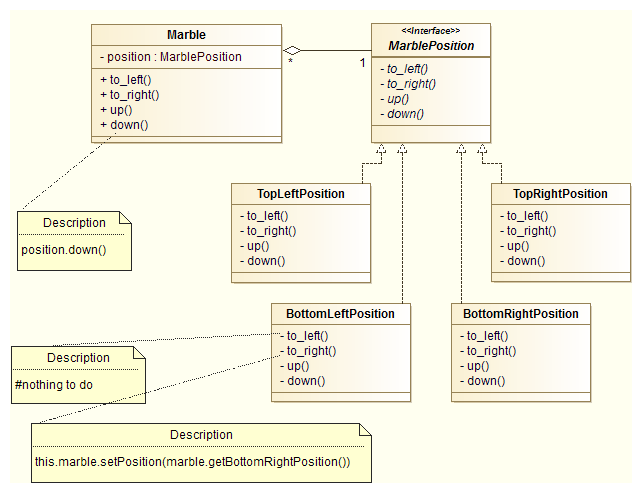 Marble
- position : MarblePosition
+ to_left()
+ to_right()
+ up()
+ down()
*
1
<<Interface>>
MarblePosition
- to_left()
- to_right()
- up()
- down()
TopLeftPosition
- to_left()
- to_right()
- up()
- down()
TopRightPosition
- to_left()
- to_right()
- up()
- down()
Description
position.down()
BottomLeftPosition
- to_left()
- to_right()
- up()
- down()
BottomRightPosition
- to_left()
- to_right()
- up()
- down()
Description
#nothing to do
Description
this.marble.setPosition(marble.getBottomRightPosition())